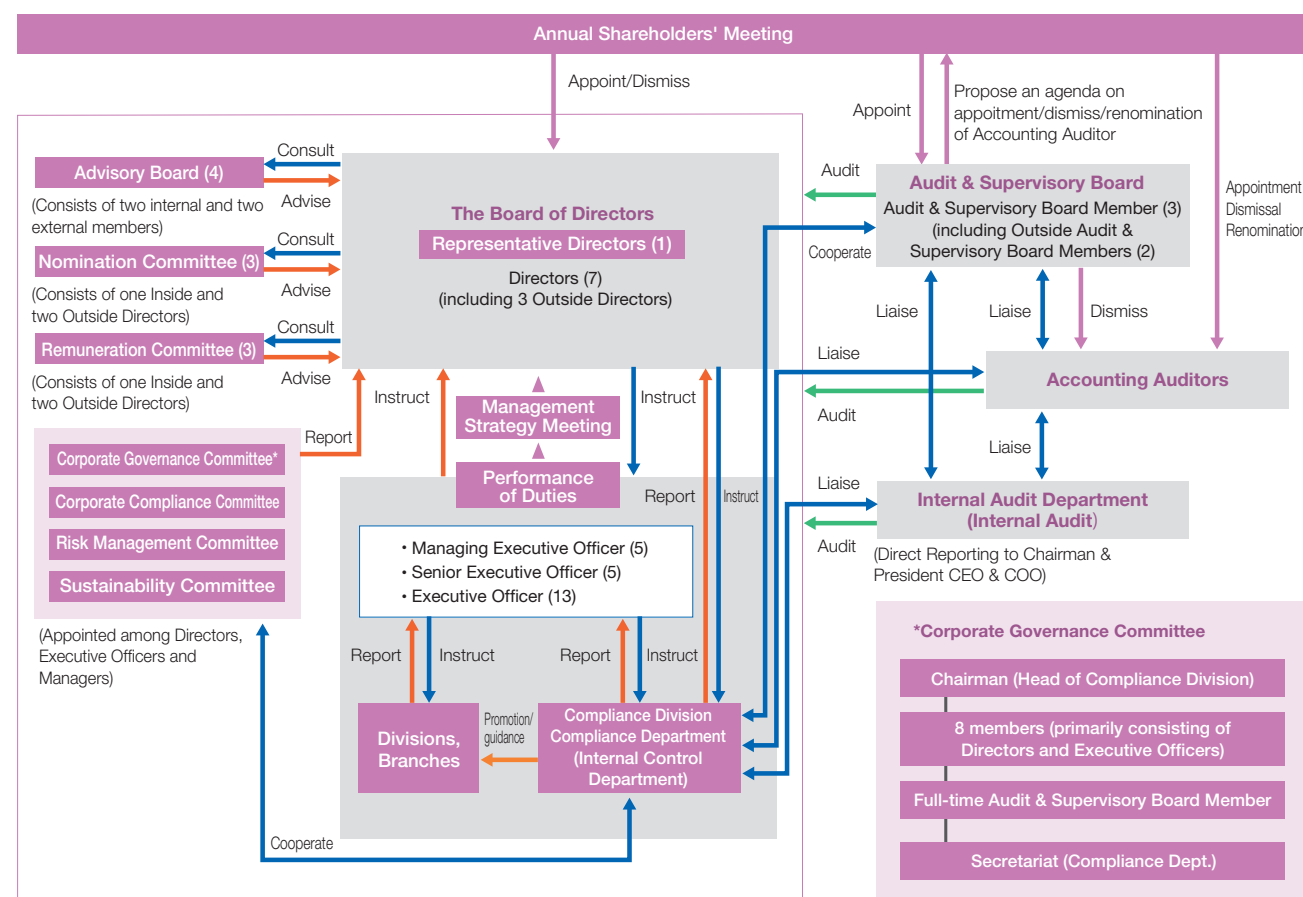 Annual Shareholders' Meeting
Appoint/Dismiss
Appoint
Propose an agenda on
appoitment/dismiss/renomination
of Accounting Auditor
Appointment
Dismissal
Renomination
Consult
Advisory Board (4)
Advise
(Consists of two internal and two
external members)
Consult
Nomination Committee (3)
Advise
(Consists of one Inside and
two Outside Directors)
Consult
Remuneration Committee (3)
Advise
(Consists of one Inside and
two Outside Directors)
The Board of Directors
Representative Directors (1)
Directors (7)
(including 3 Outside Directors)
Audit
Audit & Supervisory Board
Audit & Supervisory Board Member (3)
(including Outside Audit &
Supervisory Board Members (2)
Cooperate
Liaise
Liaise
Dismiss
Liaise
Accounting Auditors
Audit
Liaise
Instruct
Management
Strategy Meeting
Instruct
Report
Corporate Governance Committee*
Corporate Compliance Committee
Risk Management Committee
Sustainability Committee
(Appointed among Directors,
Executive Officers and
Managers)
Performance
of Duties
Report
Instruct
Liaise
Internal Audit Department
(Internal Audit)
Audit
(Direct Reporting to Chairman &
President CEO & COO)
・Managing Executive Officer (5)
・Senior Executive Officer (5)
・Executive Officer (13)
Report
Instruct
Report
Instruct
Divisions,
Branches
Promotion/
guidance
Compliance Division
Compliance Department
(Internal Control
Department)
Cooperate
*Corporate Governance Committee
Chairman (Head of Compliance Division)
8 members (primarily consisting of
Directors and Executive Officers)
Full-time Audit & Supervisory Board Member
Secretariat (Compliance Dept.)